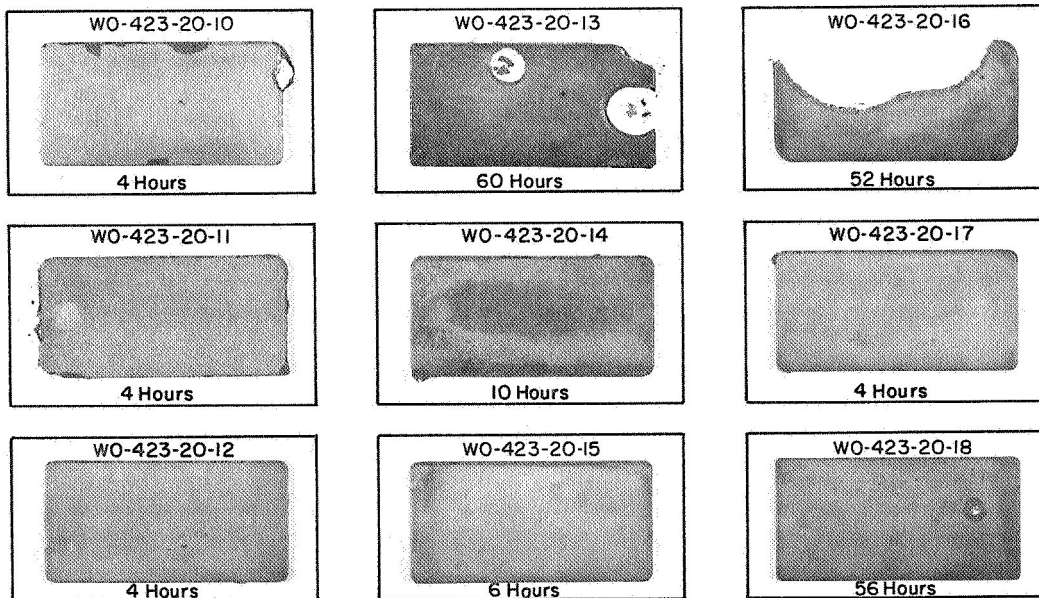 WO-423-20-10
4 Hours
WO-423-20-13
60 Hours
WO-423-20-16
52 Hours
WO-423-20-11
4 Hours
WO-423-20-14
10 Hours
WO-423-20-17
4 Hours
WO-423-20-12
4 Hours
WO-423-20-15
6 Hours
WO-423-20-18
56 Hours